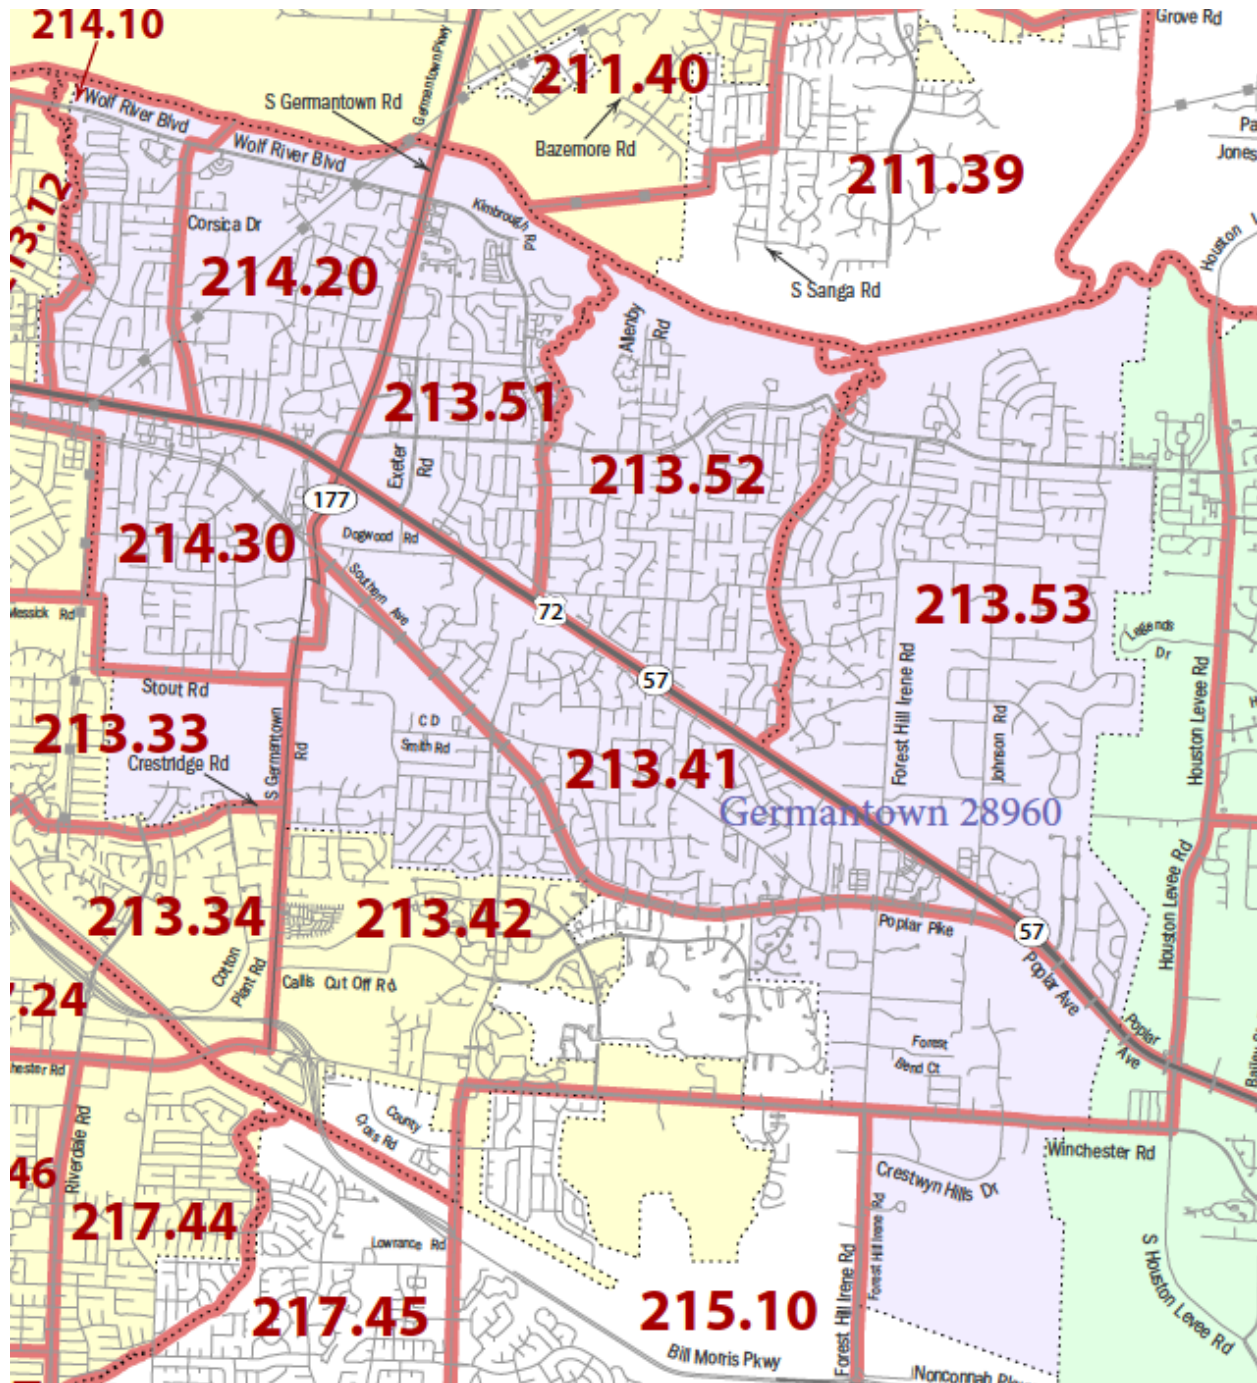 214.10
Grove Rd
Germantown Pkwy
211.40
S Germantown Rd
Wolf River Blvd
Wolf River Blvd
Bazemore Rd
211.39
Jones
Kimbrough
Rd
Corsica Dr
214.20
S Sanga Rd
Houston
Allenby
Rd
213.51
213.52
Exeter
Rd
177
214.30
Dogwood Rd
Southern Ave
72
213.53
Messick Rd
Legends
Dr
57
Stout Rd
Forest Hill Irene Rd
Houston Levee Rd
213.33
Crestridge Rd
S Germantown
Rd
C D
Smith Rd
Johnson Rd
213.41
Germantown 28960
Houston Levee Rd
213.34
213.42
Poplar Pike
57
Cotton
Plant Rd
Callis Cut Off Rd
Poplar Ave
.24
Poplar
Ave
Forest
Bend Ct
hester Rd
County
Cross Rd
Riverdale Rd
Winchester Rd
46
Crestwyn Hills Dr
217.44
Forest Hill Irene Rd
Lowrance Rd
Forest Hill Irene Rd
S Houston Levee Rd
217.45
215.10
Bill Morris Pkwy